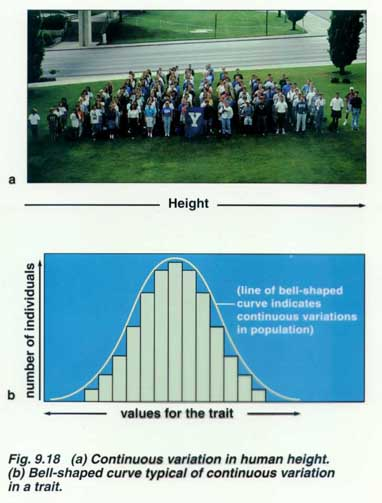 Y
a
Height
number of individuals
(line of bell-shaped
curve indicates
continuous variations
in population)
b
values for the trait
Fig. 9.18 (a) Continuous variation in human height.
(b) Bell-shaped curve typical of continuous variation
in a trait.